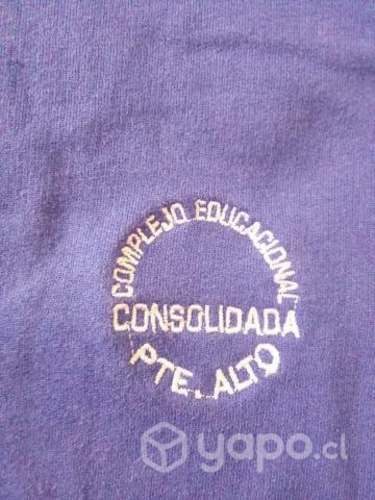 COMPLEJO EDUCACIONAL
CONSOLIDADA
PTE. ALTO
yapo.cl